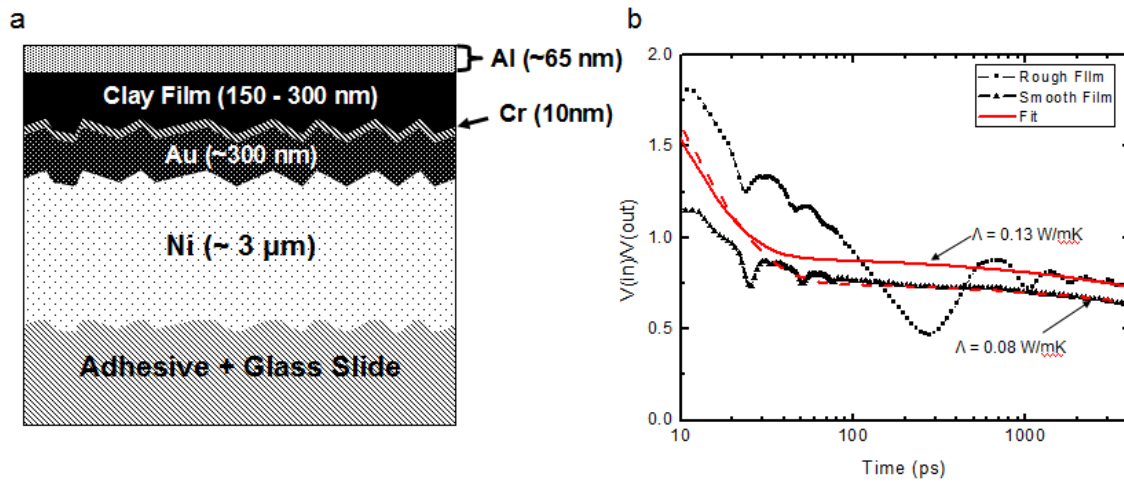 a
Al (~65 nm)
Clay Film (150 - 300 nm)
Cr (10nm)
Au (~300 nm)
Ni (~ 3 µm)
Adhesive + Glass Slide
b
2.0
1.5
1.0
0.5
0.0
V(in)/V(out)
Rough FIlm
Smooth Film
Fit
Λ = 0.13 W/mK
Λ = 0.08 W/mK
10
100
1000
Time (ps)